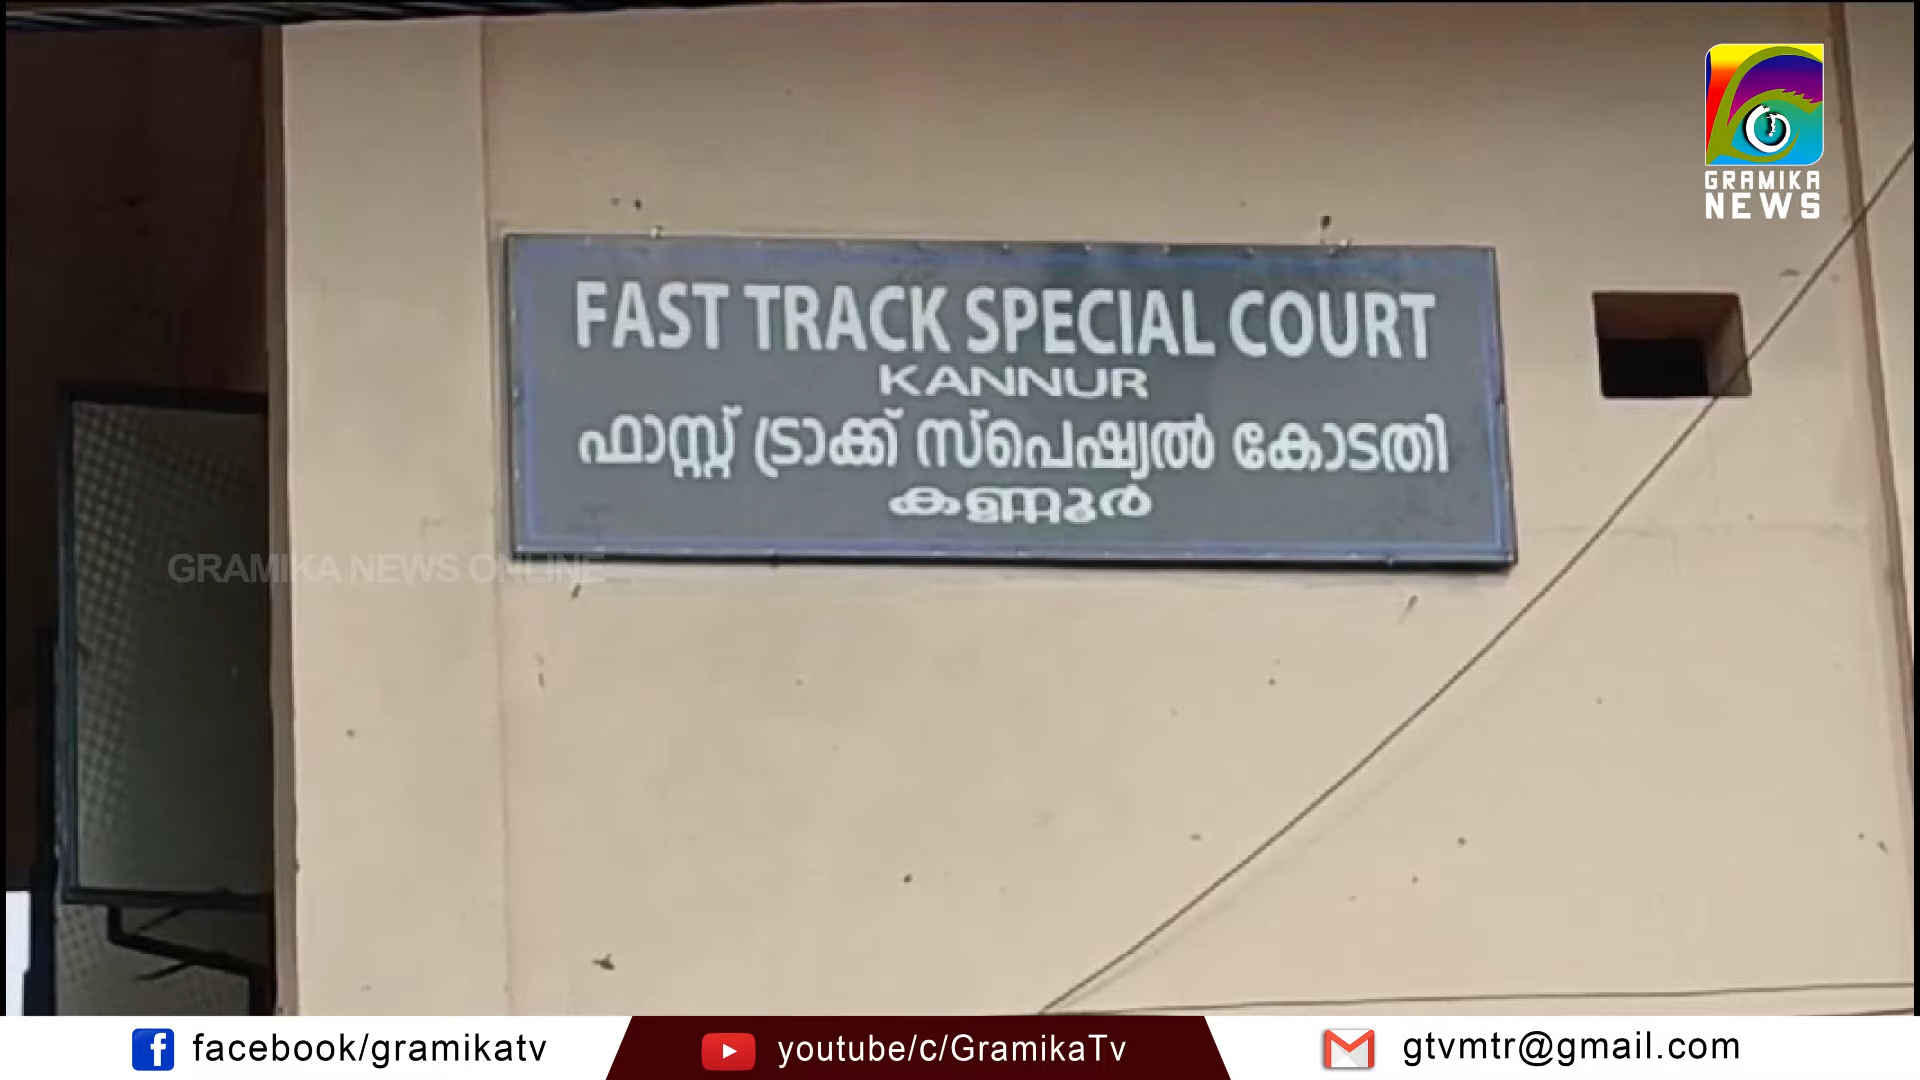 GRAMIKA
NEWS
FAST TRACK SPECIAL COURT
KANNUR
ഫാസ്റ്റ് ട്രാക്ക് സ്പെഷ്യൽ കോടതി
കണ്ണൂർ
GRAMIKA NEWS ONLINE
facebook/gramikatv
youtube/c/GramikaTv
gtvmtr@gmail.com